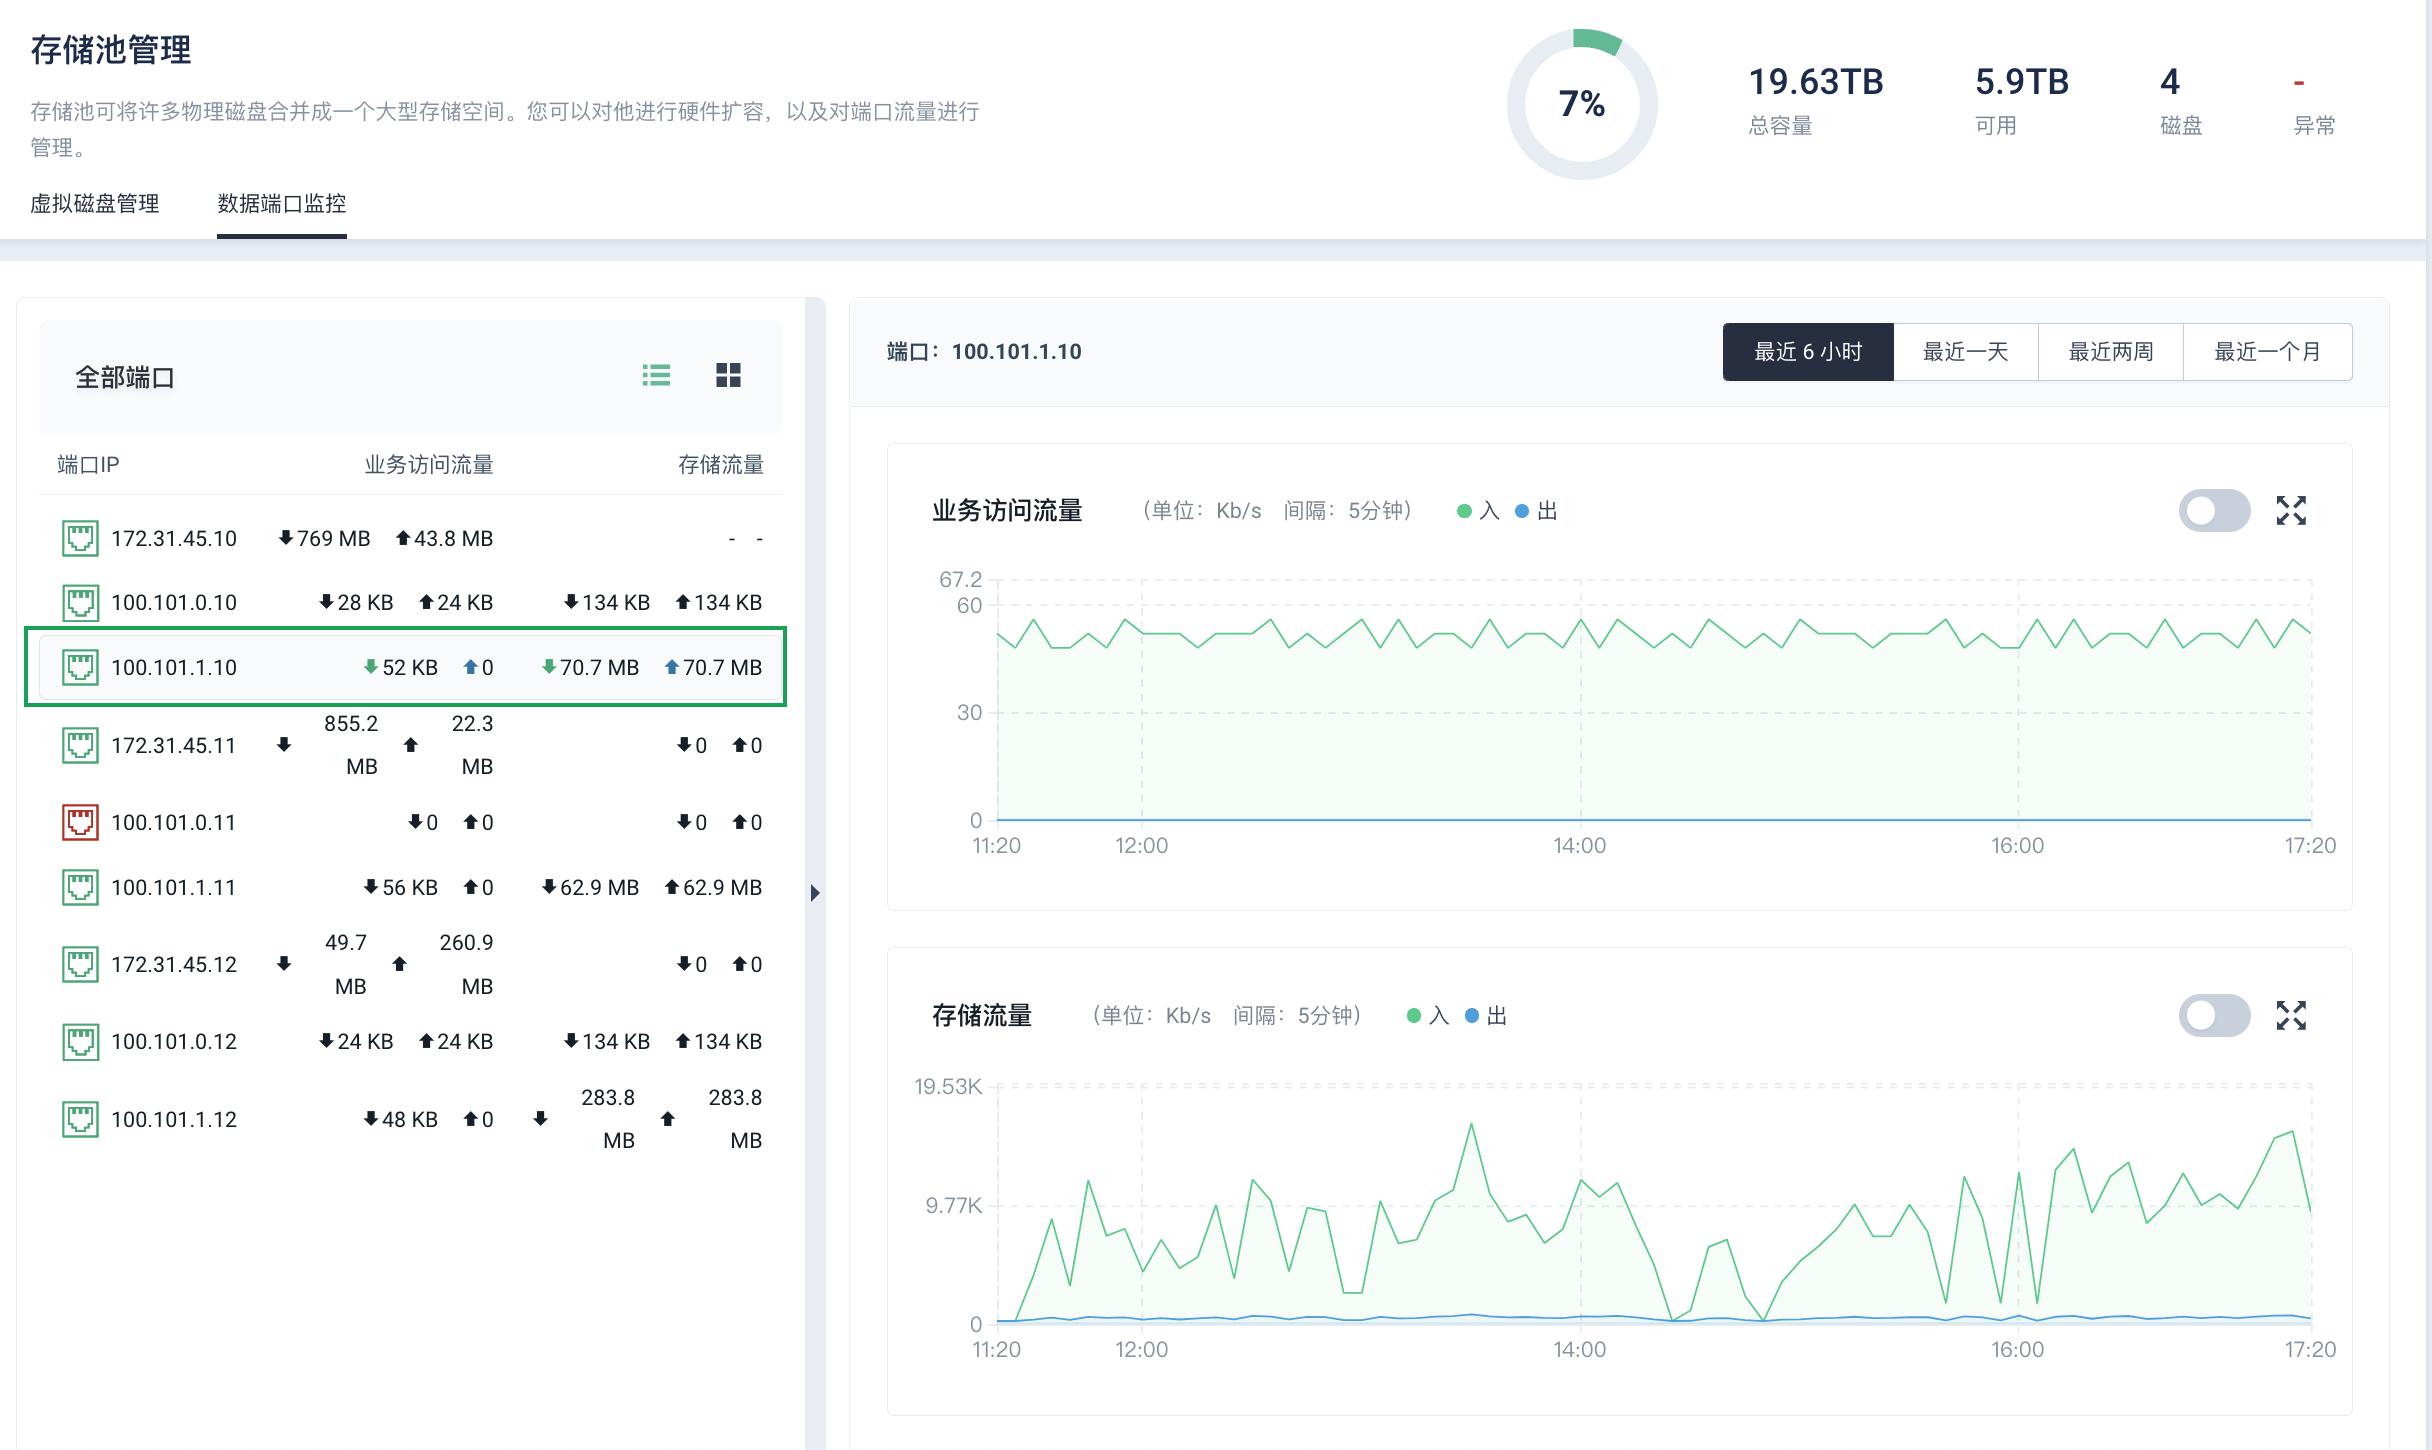 存储池管理
存储池可将许多物理磁盘合并成一个大型存储空间。您可以对他进行硬件扩容，以及对端口流量进行
管理。
7%
19.63TB
总容量
5.9TB
可用
4
磁盘
-
异常
虚拟磁盘管理 数据端口监控
全部端口
端口IP 业务访问流量 存储流量
172.31.45.10 769 MB 43.8 MB - -
100.101.0.10 28 KB 24 KB 134 KB 134 KB
100.101.1.10 52 KB 0 70.7 MB 70.7 MB
172.31.45.11 855.2 MB 22.3 MB 0 0
100.101.0.11 0 0 0 0
100.101.1.11 56 KB 0 62.9 MB 62.9 MB
172.31.45.12 49.7 MB 260.9 MB 0 0
100.101.0.12 24 KB 24 KB 134 KB 134 KB
100.101.1.12 48 KB 0 283.8 MB 283.8 MB
端口：100.101.1.10
最近 6 小时 最近一天 最近两周 最近一个月
业务访问流量 （单位：Kb/s 间隔：5分钟） 入 出
67.2
60
30
0
11:20 12:00 14:00 16:00 17:20
存储流量 （单位：Kb/s 间隔：5分钟） 入 出
19.53K
9.77K
0
11:20 12:00 14:00 16:00 17:20